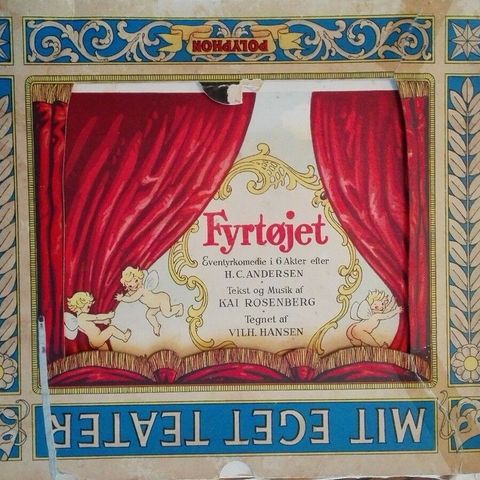 POLYPHON
Fyrtøjet
Eventyrkomedie i 6 Akter efter
H.C. ANDERSEN
Tekst og Musik af
KAI ROSENBERG
Tegnet af
VILH. HANSEN
MIT EGET TEATER